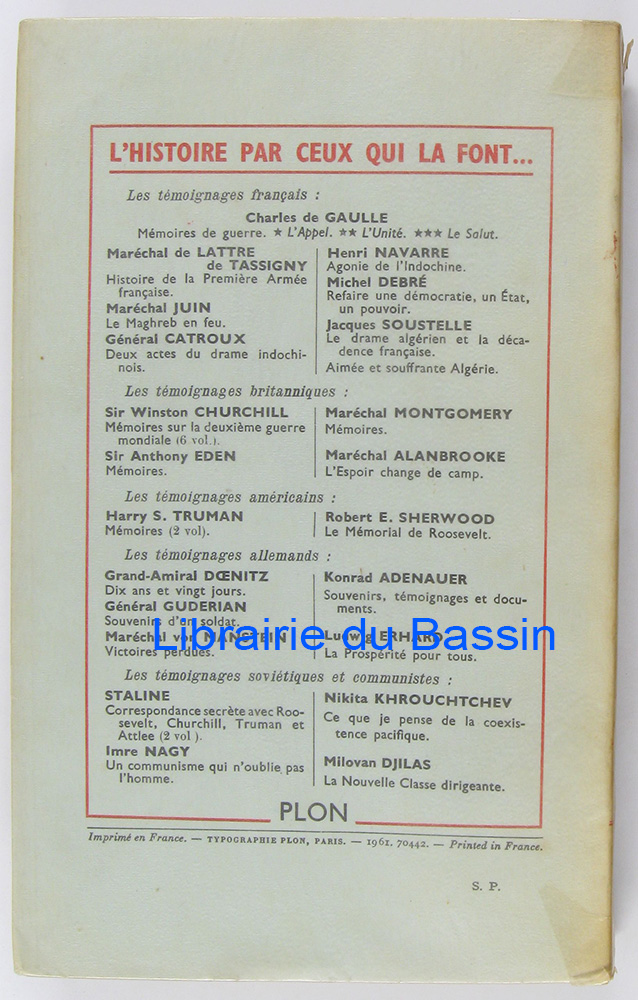 L'HISTOIRE PAR CEUX QUI LA FONT...
Les témoignages français :
Charles de GAULLE
Mémoires de guerre. ★ L'Appel. ★★ L'Unité. ★★★ Le Salut.
Maréchal de LATTRE
de TASSIGNY
Histoire de la Première Armée
française.
Maréchal JUIN
Le Maghreb en feu.
Général CATROUX
Deux actes du drame indochi-
nois.
Henri NAVARRE
Agonie de l'Indochine.
Michel DEBRÉ
Refaire une démocratie, un État,
un pouvoir.
Jacques SOUSTELLE
Le drame algérien et la déca-
dence française.
Aimée et souffrante Algérie.
Les témoignages britanniques :
Sir Winston CHURCHILL
Mémoires sur la deuxième guerre
mondiale (6 vol.).
Sir Anthony EDEN
Mémoires.
Maréchal MONTGOMERY
Mémoires.
Maréchal ALANBROOKE
L'Espoir change de camp.
Les témoignages américains :
Harry S. TRUMAN
Mémoires (2 vol).
Robert E. SHERWOOD
Le Mémorial de Roosevelt.
Les témoignages allemands :
Grand-Amiral DŒNITZ
Dix ans et vingt jours.
Général GUDERIAN
Souvenirs d'un soldat.
Maréchal von MANSTEIN
Victoires perdues.
Konrad ADENAUER
Souvenirs, témoignages et docu-
ments.
Ludwig ERHARD
La Prospérité pour tous.
Librairie du Bassin
Les témoignages soviétiques et communistes :
STALINE
Correspondance secrète avec Roo-
sevelt, Churchill, Truman et
Attlee (2 vol ).
Imre NAGY
Un communisme qui n'oublie pas
l'homme.
Nikita KHROUCHTCHEV
Ce que je pense de la coexis-
tence pacifique.
Milovan DJILAS
La Nouvelle Classe dirigeante.
PLON
Imprimé en France. — TYPOGRAPHIE PLON, PARIS. — 1961. 70442. — Printed in France.
S. P.